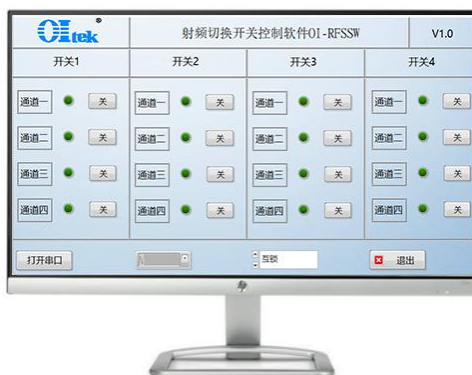 OItek®
射频切换开关控制软件OI-RFSSW
V1.0
开关1 开关2 开关3 开关4
通道一 关 通道一 关 通道一 关 通道一 关
通道二 关 通道二 关 通道二 关 通道二 关
通道三 关 通道三 关 通道三 关 通道三 关
通道四 关 通道四 关 通道四 关 通道四 关
打开串口 互锁 退出
hp